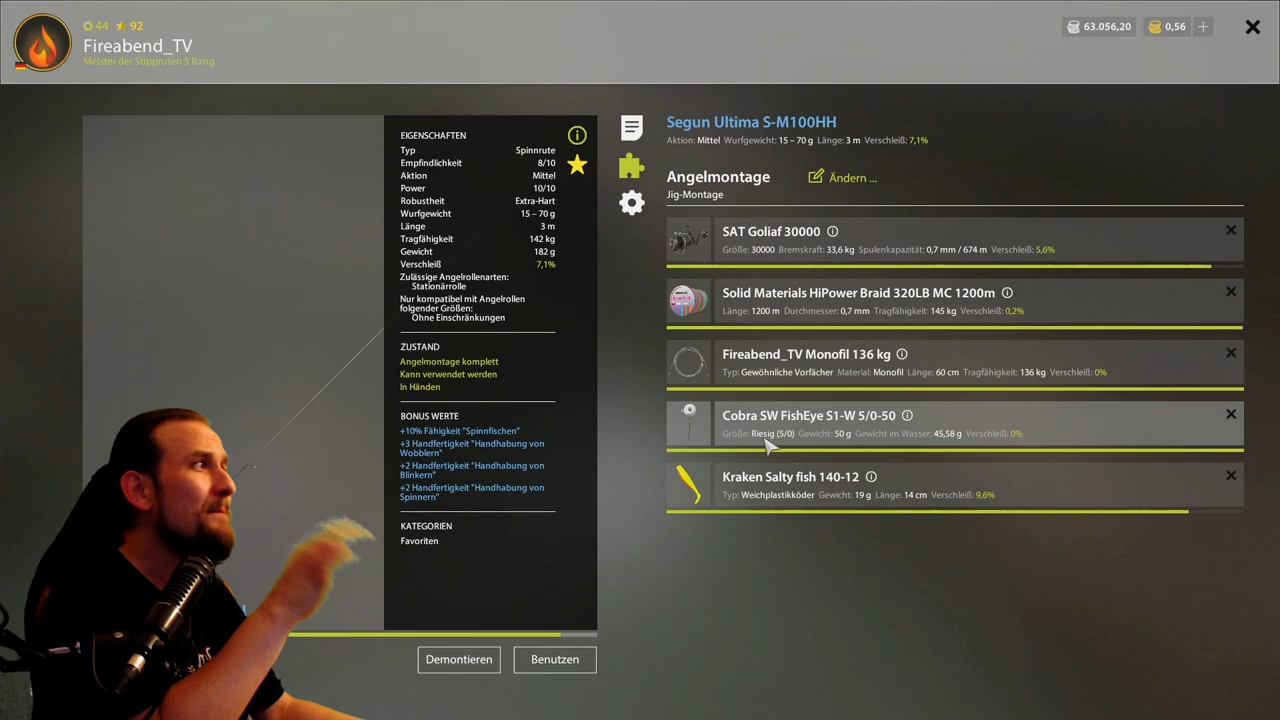 44 92
Fireabend_TV
Meister der Stippruten 5 Rang
63.056,20 0,56
EIGENSCHAFTEN
Typ Spinnrute
Empfindlichkeit 8/10
Aktion Mittel
Power 10/10
Robustheit Extra-Hart
Wurfgewicht 15 – 70 g
Länge 3 m
Tragfähigkeit 142 kg
Gewicht 182 g
Verschleiß 7,1%
Zulässige Angelrollenarten:
Stationärrolle
Nur kompatibel mit Angelrollen
folgender Größen:
Ohne Einschränkungen
ZUSTAND
Angelmontage komplett
Kann verwendet werden
In Händen
BONUS WERTE
+10% Fähigkeit "Spinnfischen"
+3 Handfertigkeit "Handhabung von
Wobblern"
+2 Handfertigkeit "Handhabung von
Blinkern"
+2 Handfertigkeit "Handhabung von
Spinnern"
KATEGORIEN
Favoriten
Demontieren Benutzen
Segun Ultima S-M100HH
Aktion: Mittel Wurfgewicht: 15 – 70 g Länge: 3 m Verschleiß: 7,1%
Angelmontage Ändern ...
Jig-Montage
SAT Goliaf 30000
Größe: 30000 Bremskraft: 33,6 kg Spulenkapazität: 0,7 mm / 674 m Verschleiß: 5,6%
Solid Materials HiPower Braid 320LB MC 1200m
Länge: 1200 m Durchmesser: 0,7 mm Tragfähigkeit: 145 kg Verschleiß: 0,2%
Fireabend_TV Monofil 136 kg
Typ: Gewöhnliche Vorfächer Material: Monofil Länge: 60 cm Tragfähigkeit: 136 kg Verschleiß: 0%
Cobra SW FishEye S1-W 5/0-50
Größe: Riesig (5/0) Gewicht: 50 g Gewicht im Wasser: 45,58 g Verschleiß: 0%
Kraken Salty fish 140-12
Typ: Weichplastikköder Gewicht: 19 g Länge: 14 cm Verschleiß: 9,6%